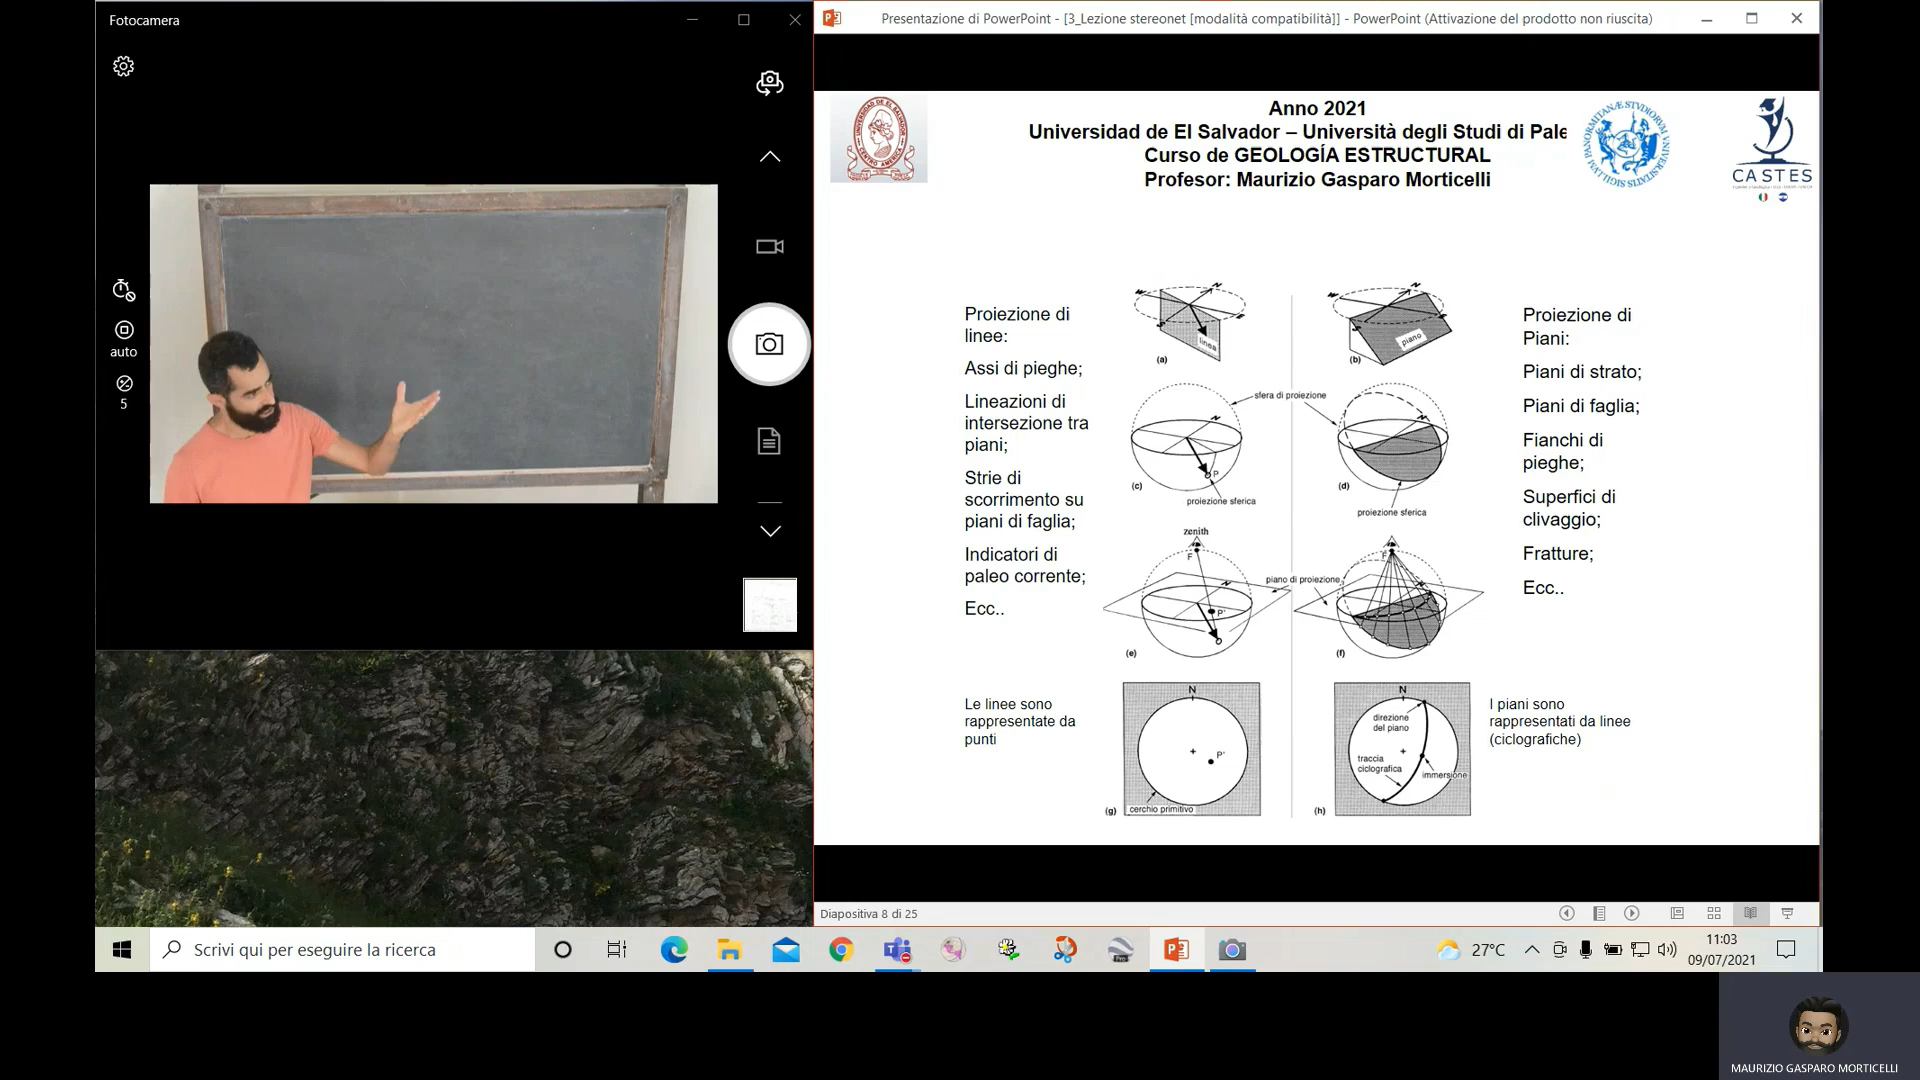 Fotocamera
auto
5
Presentazione di PowerPoint - [3_Lezione stereonet [modalità compatibilità]] - PowerPoint (Attivazione del prodotto non riuscita)
Anno 2021
Universidad de El Salvador – Università degli Studi di Pale
Curso de GEOLOGÍA ESTRUCTURAL
Profesor: Maurizio Gasparo Morticelli
CASTES
Proiezione di
linee:
Assi di pieghe;
Lineazioni di
intersezione tra
piani;
Strie di
scorrimento su
piani di faglia;
Indicatori di
paleo corrente;
Ecc..
Le linee sono
rappresentate da
punti
N
linea
(a)
N
piano
(b)
sfera di proiezione
N
P
(c)
proiezione sferica
N
(d)
proiezione sferica
zenith
F
N
P'
(e)
piano di proiezione
F
N
(f)
N
P'
(g)
cerchio primitivo
N
direzione
del piano
traccia
ciclografica
immersione
(h)
Proiezione di
Piani:
Piani di strato;
Piani di faglia;
Fianchi di
pieghe;
Superfici di
clivaggio;
Fratture;
Ecc..
I piani sono
rappresentati da linee
(ciclografiche)
Diapositiva 8 di 25
Scrivi qui per eseguire la ricerca
27°C
11:03
09/07/2021
MAURIZIO GASPARO MORTICELLI